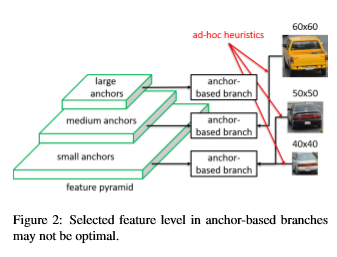 60x60
ad-hoc heuristics
large
anchors
anchor-
based branch
50x50
medium anchors
anchor-
based branch
40x40
small anchors
anchor-
based branch
feature pyramid
Figure 2: Selected feature level in anchor-based branches
may not be optimal.